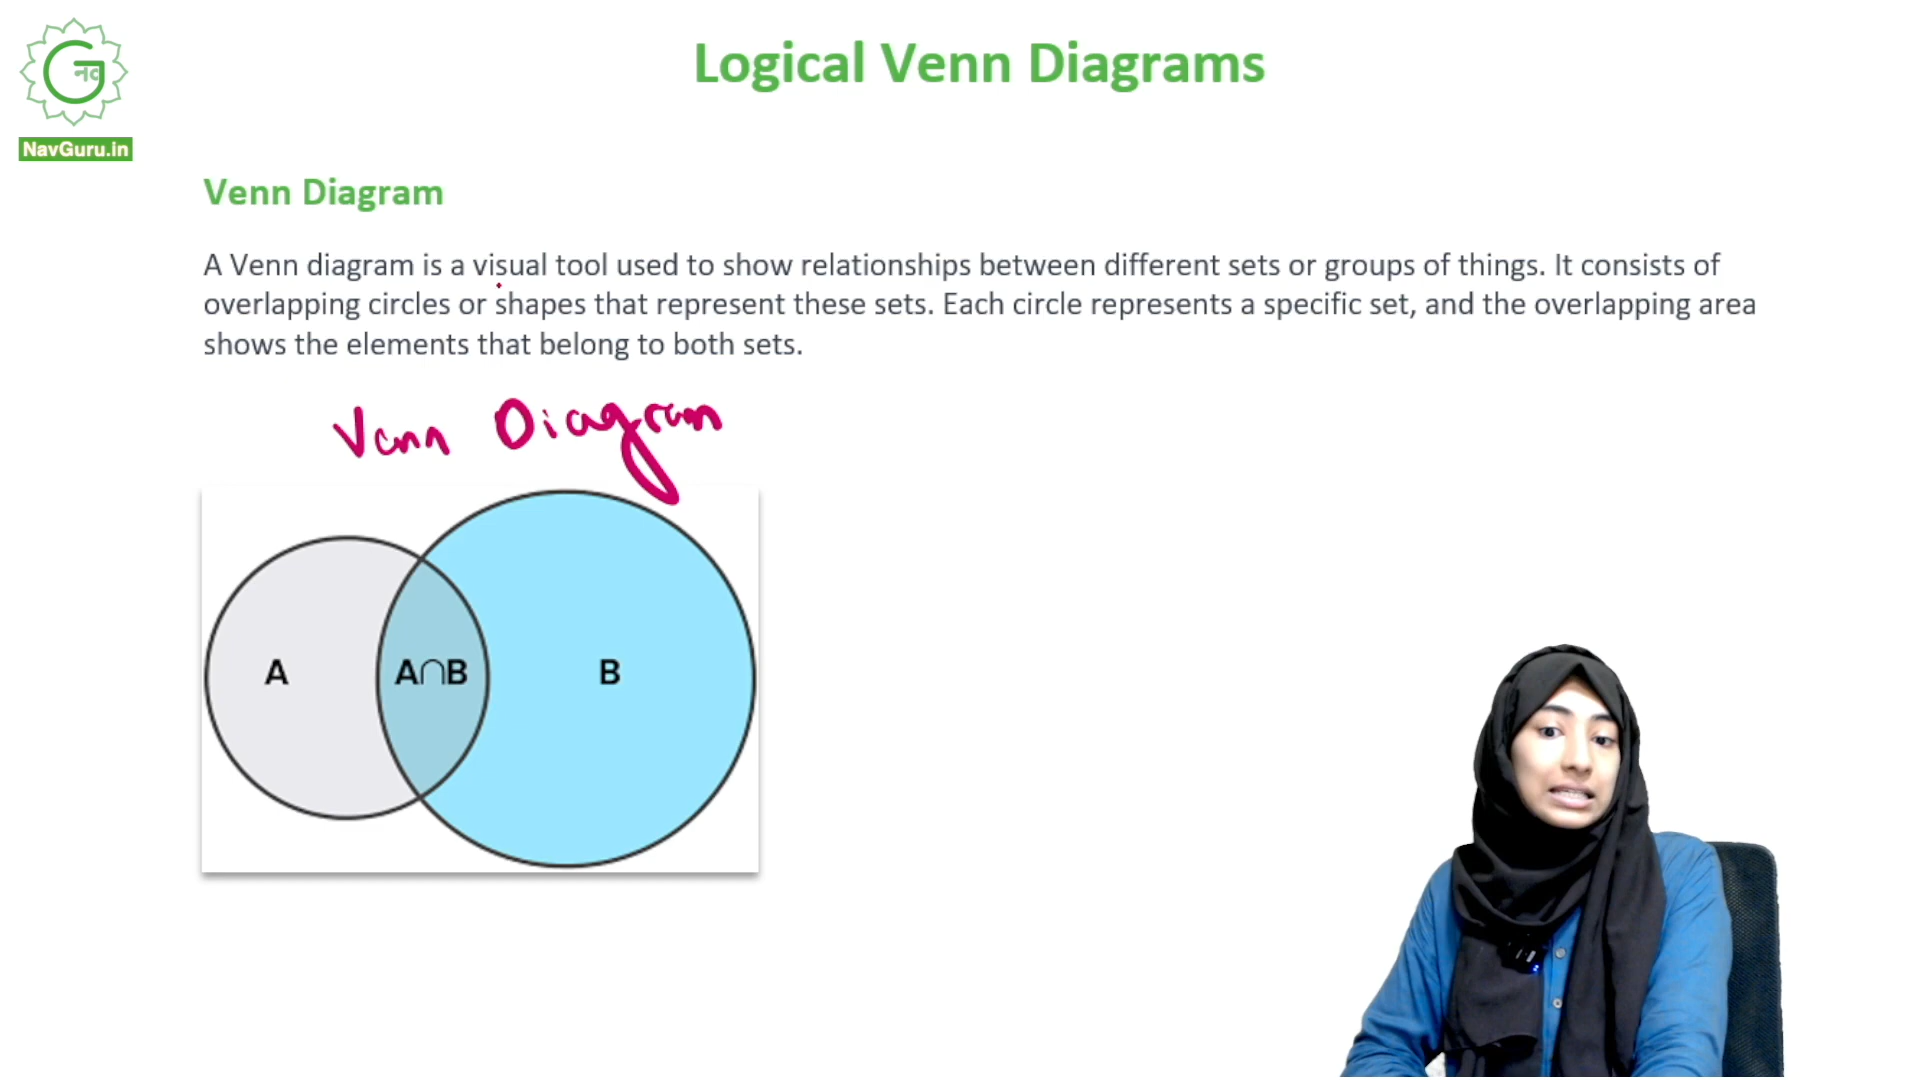 Logical Venn Diagrams
नव
NavGuru.in
Venn Diagram
A Venn diagram is a visual tool used to show relationships between different sets or groups of things. It consists of
overlapping circles or shapes that represent these sets. Each circle represents a specific set, and the overlapping area
shows the elements that belong to both sets.
Venn Diagram
A A∩B B